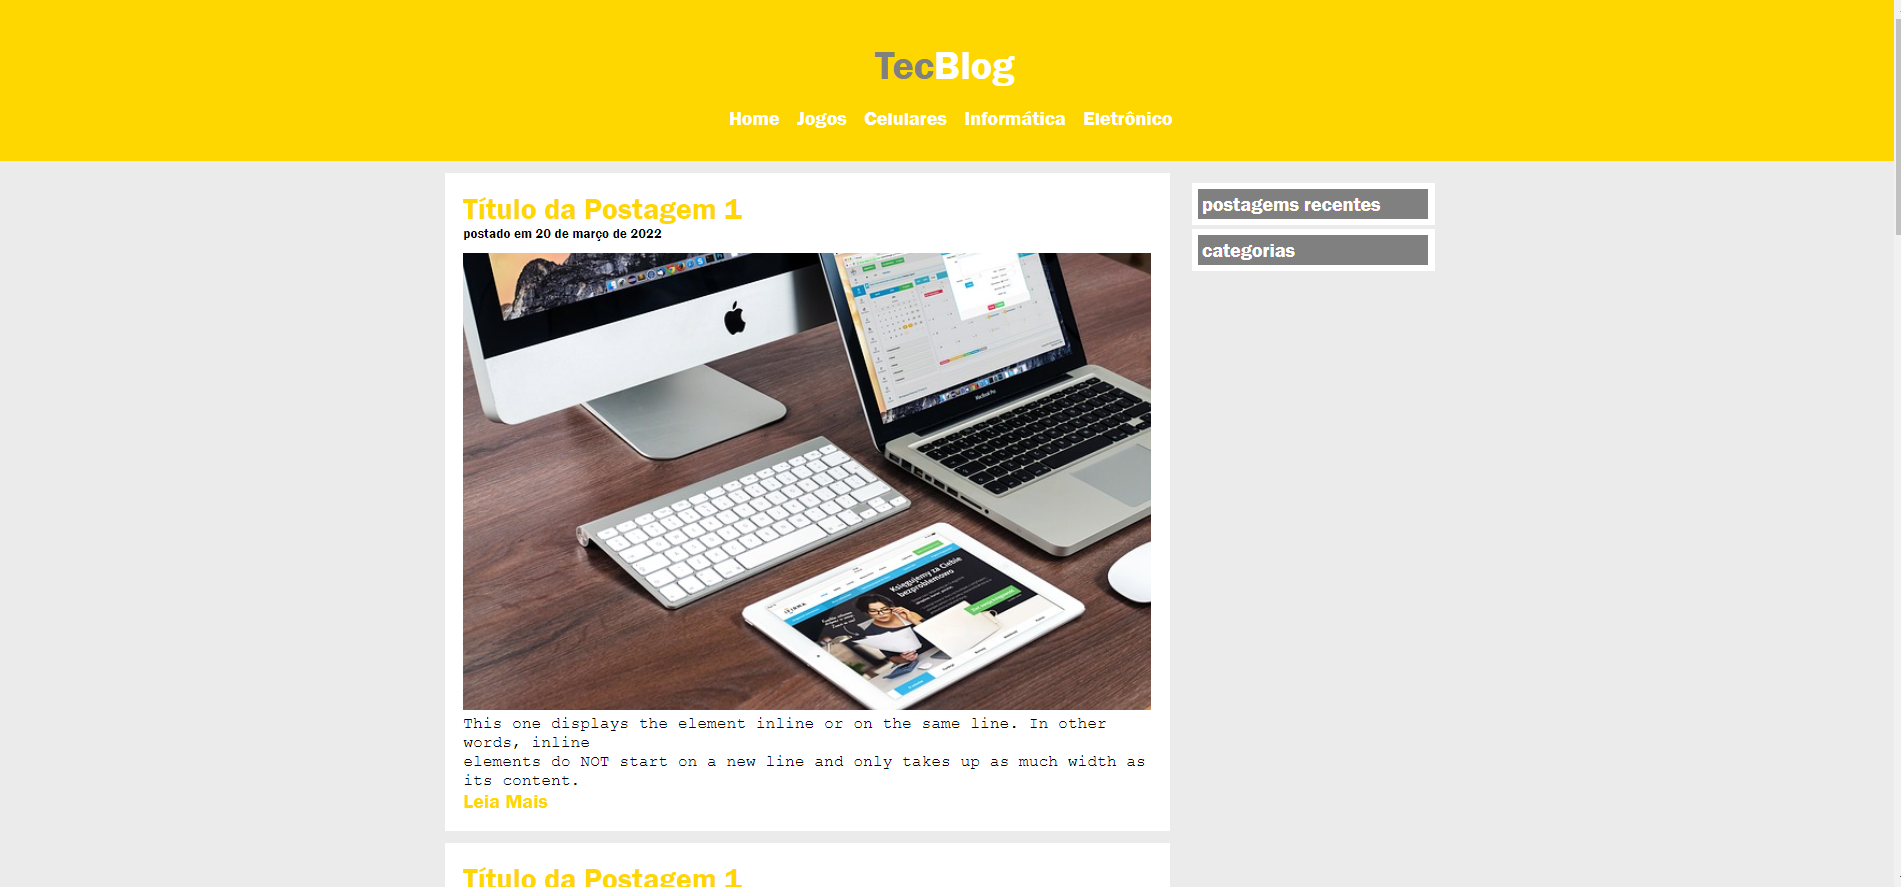 TecBlog
Home Jogos Celulares Informática Eletrônico
Título da Postagem 1
postado em 20 de março de 2022
MacBook Pro
Księgujemy za Ciebie
bezproblemowo
This one displays the element inline or on the same line. In other
words, inline
elements do NOT start on a new line and only takes up as much width as
its content.
Leia Mais
Título da Postagem 1
postagems recentes
categorias